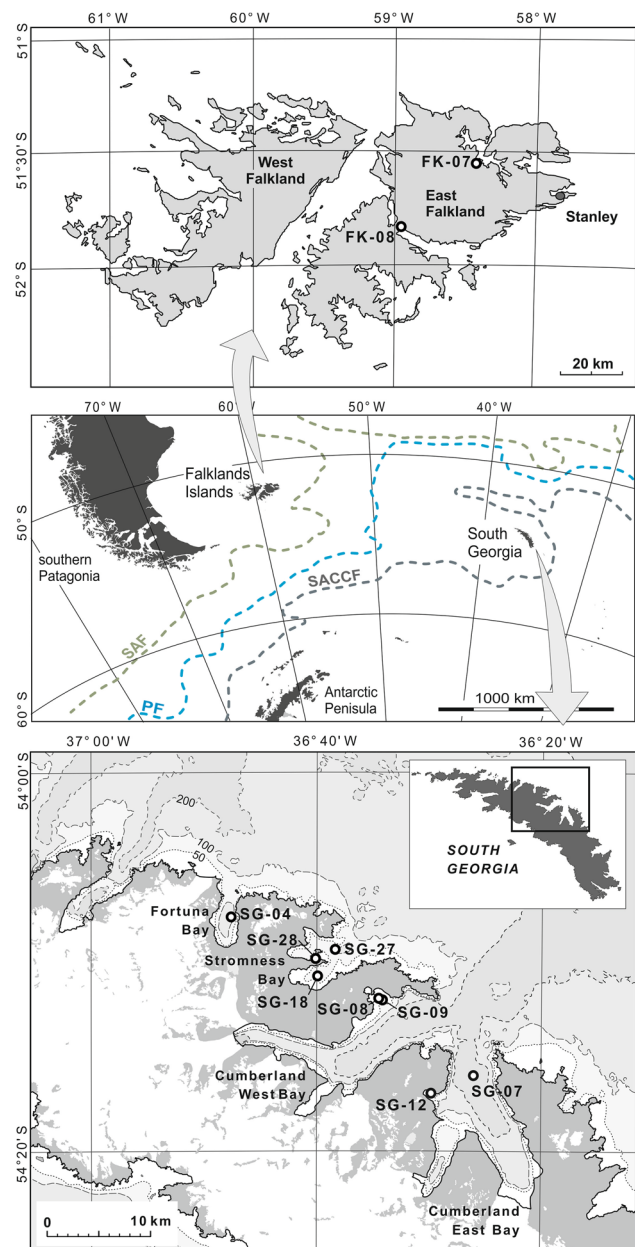 61°W
60°W
59°W
58°W
51°S
51°30'S
52°S
West
Falkland
FK-07
East
Falkland
Stanley
FK-08
20 km
70°W
60°W
50°W
40°W
Falklands
Islands
50°S
southern
Patagonia
South
Georgia
SACCF
SAF
PF
Antarctic
Penisula
1000 km
60°S
37°00'W
36°40'W
36°20'W
54°00'S
200
100
50
SOUTH
GEORGIA
Fortuna
Bay
SG-04
SG-28
SG-27
Stromness
Bay
SG-18
SG-08
SG-09
Cumberland
West Bay
SG-07
SG-12
54°20'S
Cumberland
East Bay
0
10 km